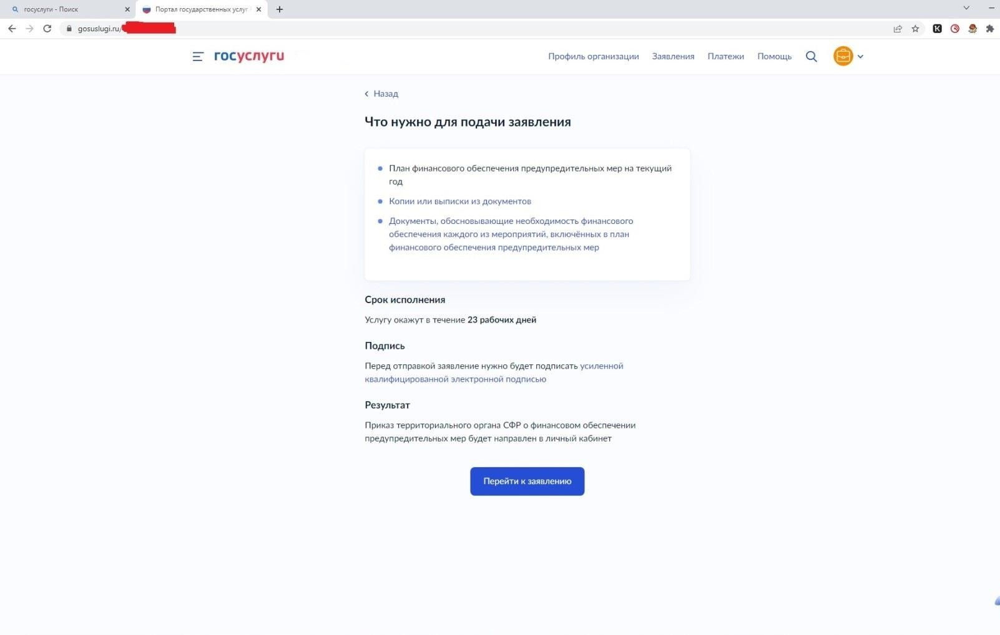 госуслуги - Поиск
Портал государственных услуг
gosuslugi.ru/
госуслуги
Профиль организации
Заявления
Платежи
Помощь
Назад
Что нужно для подачи заявления
План финансового обеспечения предупредительных мер на текущий
год
Копии или выписки из документов
Документы, обосновывающие необходимость финансового
обеспечения каждого из мероприятий, включённых в план
финансового обеспечения предупредительных мер
Срок исполнения
Услугу окажут в течение 23 рабочих дней
Подпись
Перед отправкой заявление нужно будет подписать усиленной
квалифицированной электронной подписью
Результат
Приказ территориального органа СФР о финансовом обеспечении
предупредительных мер будет направлен в личный кабинет
Перейти к заявлению